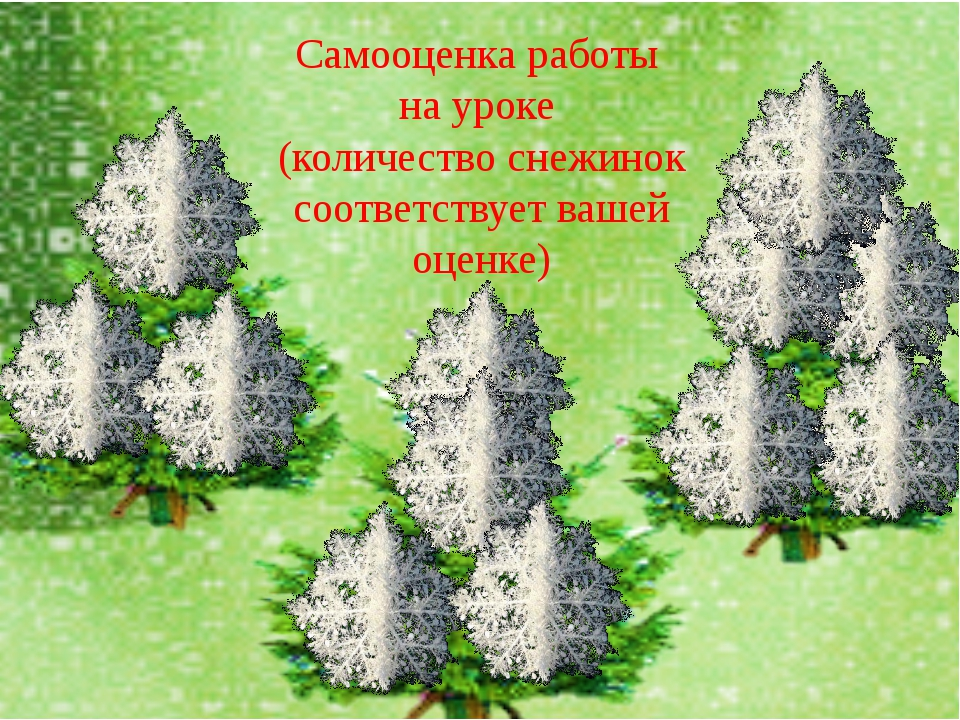 Самооценка работы
на уроке
(количество снежинок
соответствует вашей
оценке)